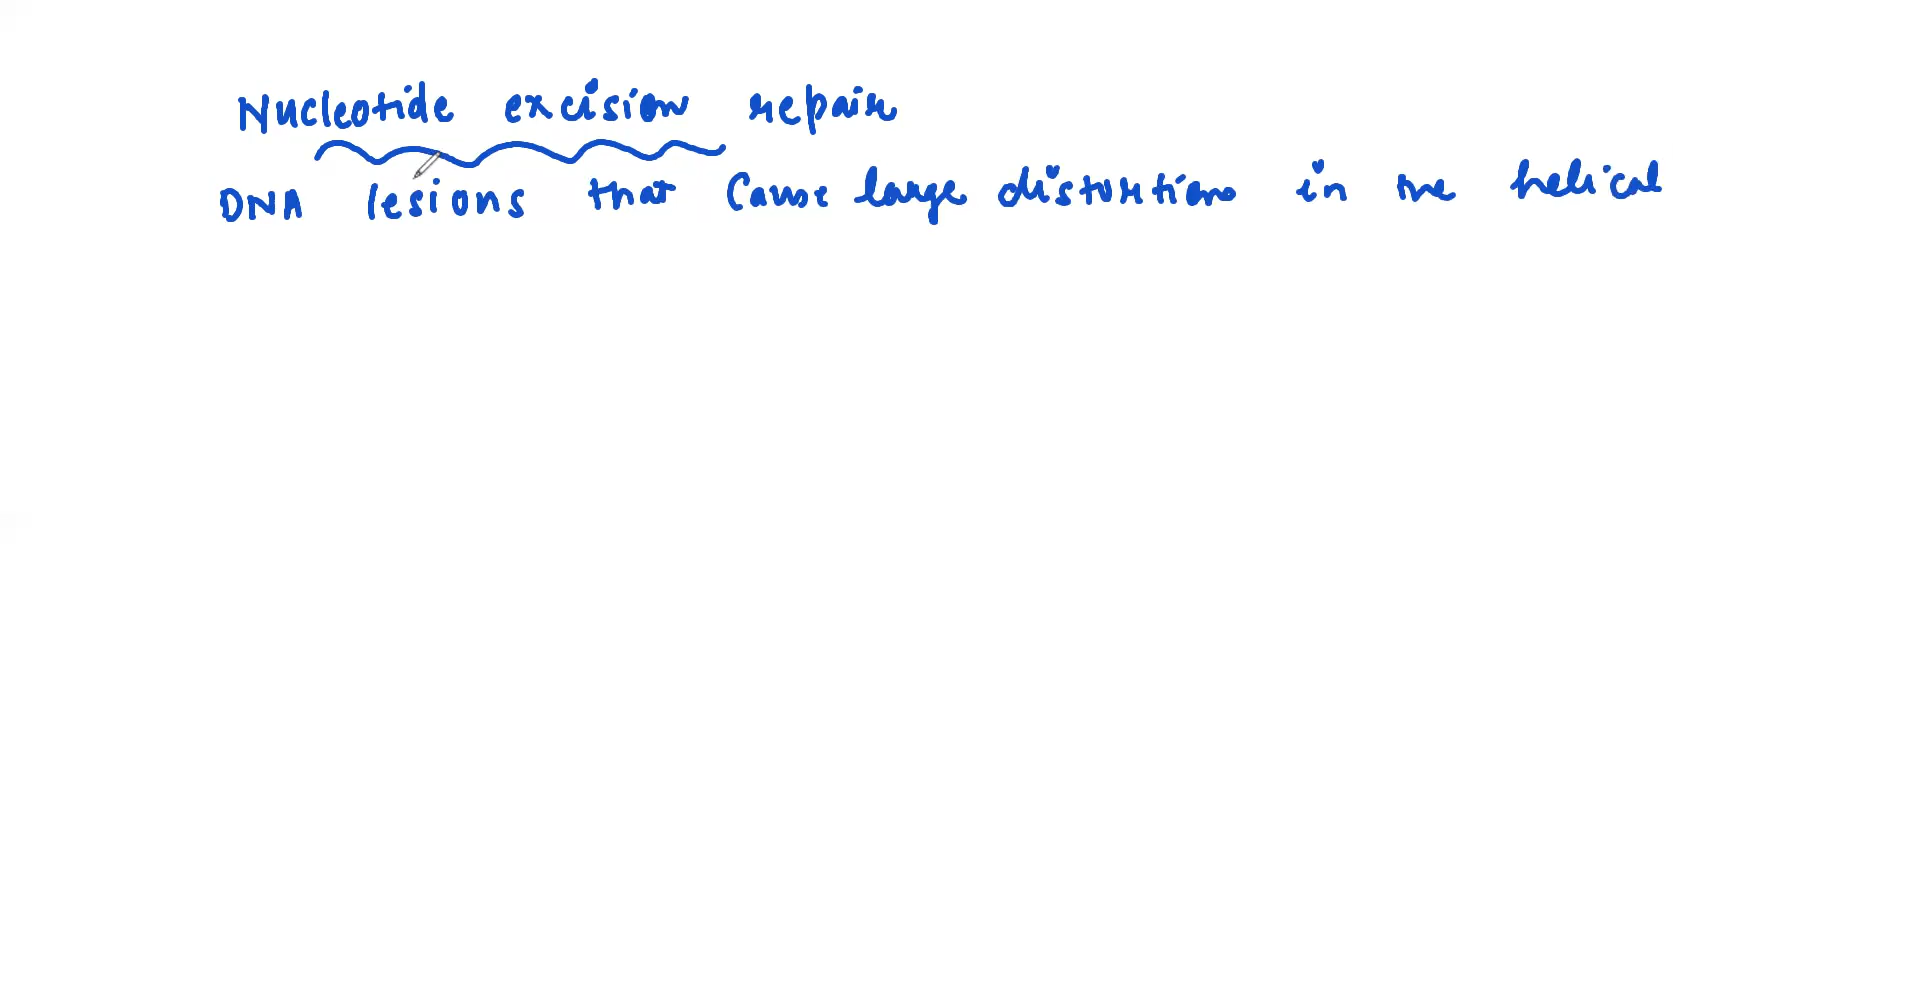 Nucleotide excision repair
DNA lesions that cause large distortions in the helical